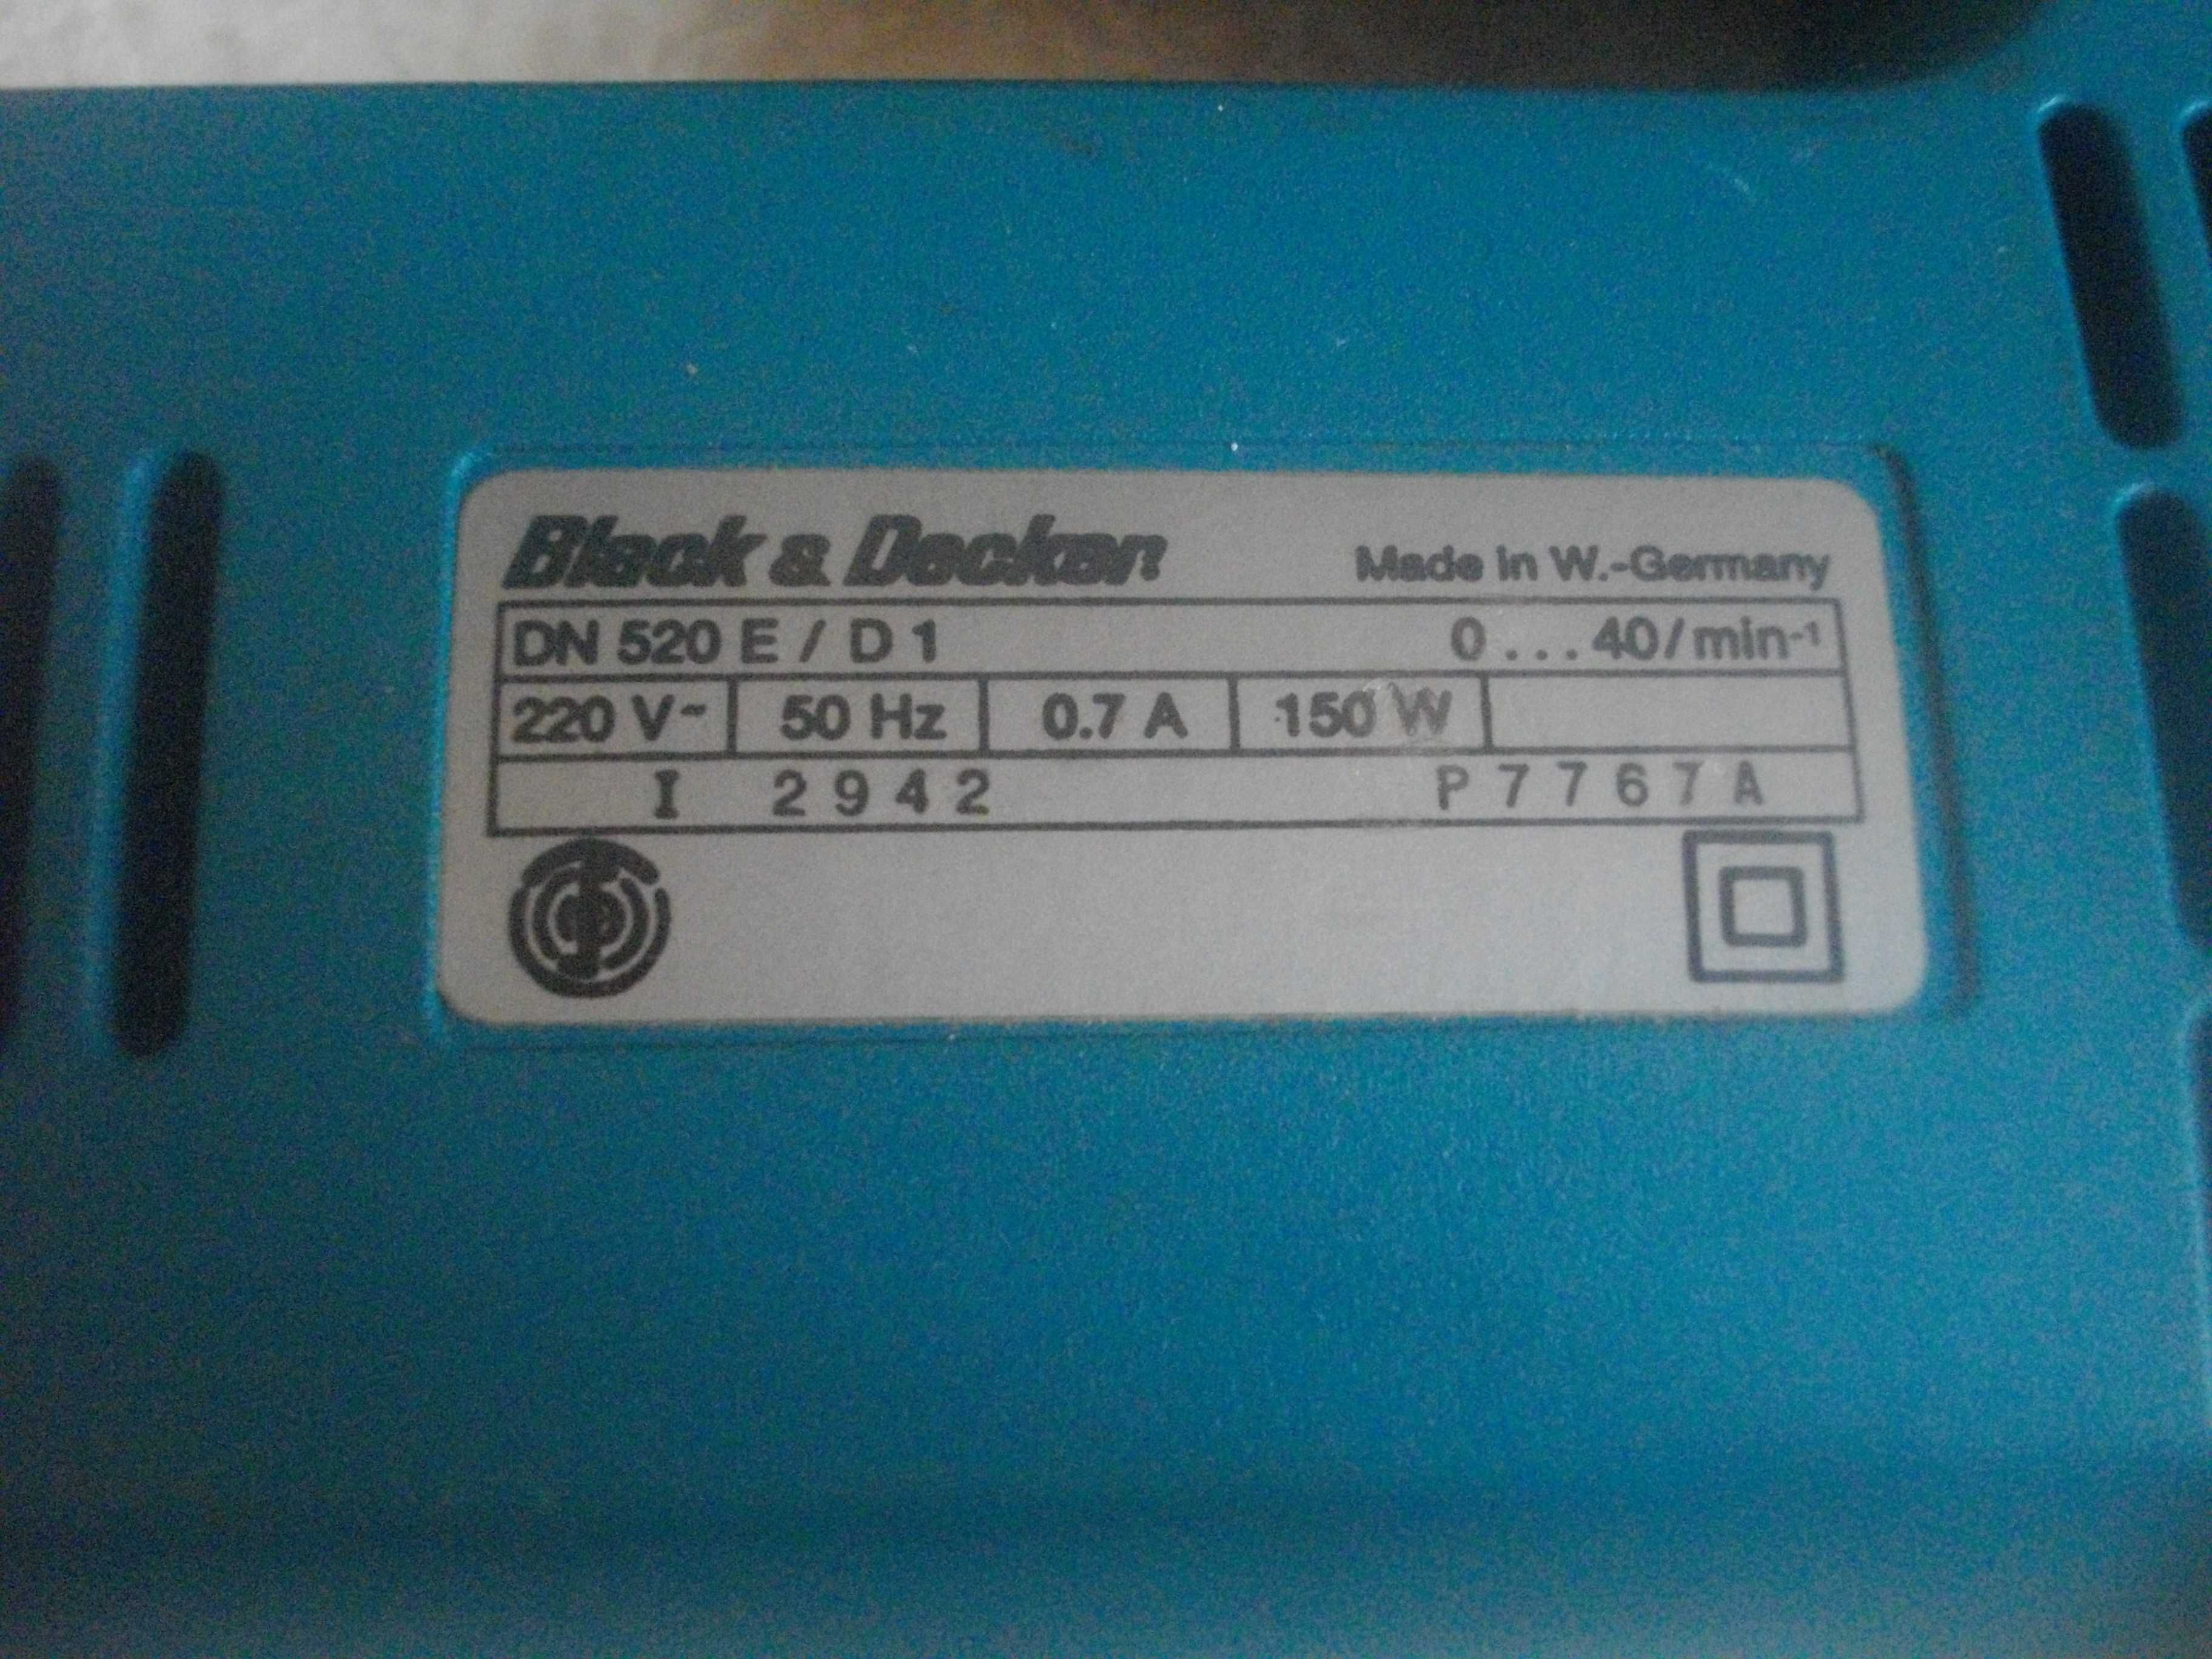 Black & Decker
Made in W.-Germany
DN 520 E / D 1 0 ... 40/min-¹
220 V~ 50 Hz 0.7 A 150 W
I 2942 P7767A